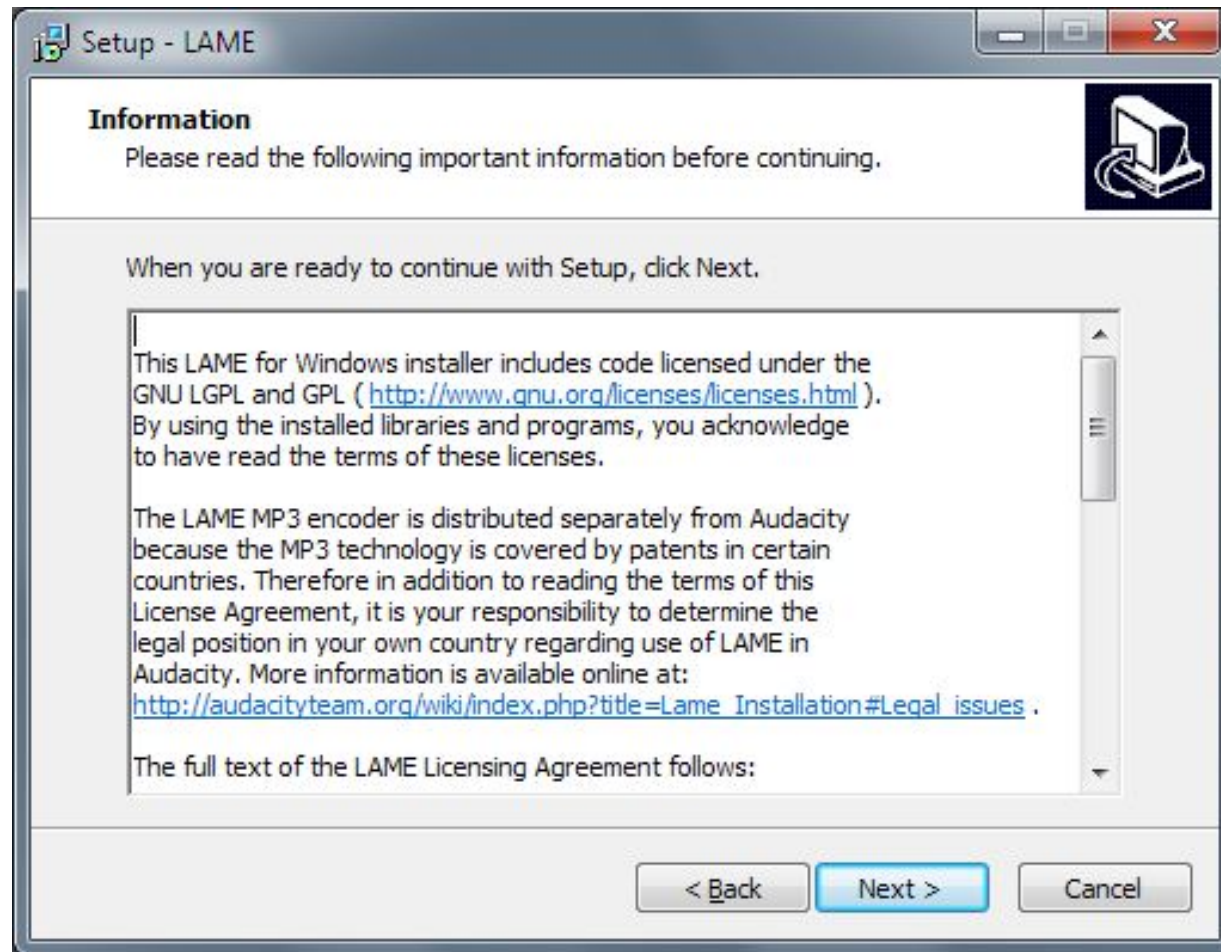 Setup - LAME
Information
Please read the following important information before continuing.
When you are ready to continue with Setup, click Next.
This LAME for Windows installer includes code licensed under the
GNU LGPL and GPL ( http://www.gnu.org/licenses/licenses.html ).
By using the installed libraries and programs, you acknowledge
to have read the terms of these licenses.
The LAME MP3 encoder is distributed separately from Audacity
because the MP3 technology is covered by patents in certain
countries. Therefore in addition to reading the terms of this
License Agreement, it is your responsibility to determine the
legal position in your own country regarding use of LAME in
Audacity. More information is available online at:
http://audacityteam.org/wiki/index.php?title=Lame_Installation#Legal_issues .
The full text of the LAME Licensing Agreement follows:
< Back
Next >
Cancel